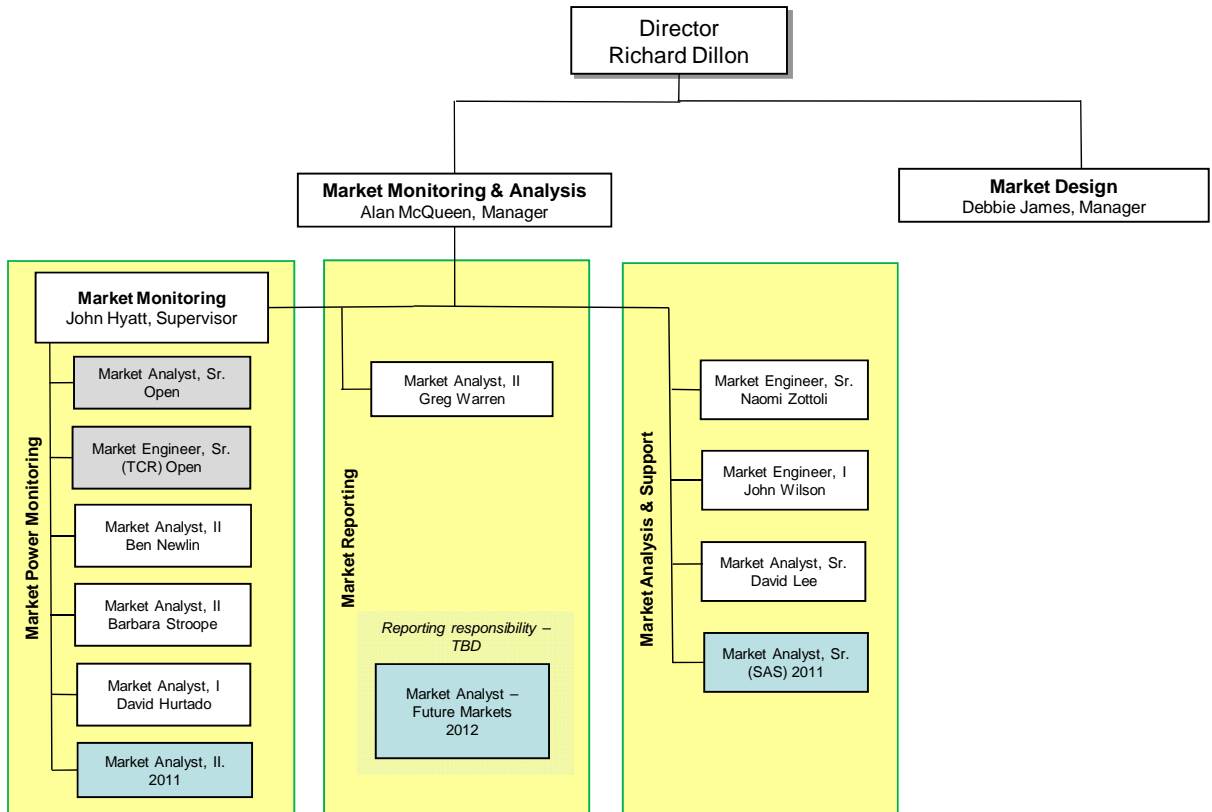 Director
Richard Dillon
Market Monitoring & Analysis
Alan McQueen, Manager
Market Design
Debbie James, Manager
Market Power Monitoring
Market Monitoring
John Hyatt, Supervisor
Market Analyst, Sr.
Open
Market Engineer, Sr.
(TCR) Open
Market Analyst, II
Ben Newlin
Market Analyst, II
Barbara Stroope
Market Analyst, I
David Hurtado
Market Analyst, II.
2011
Market Reporting
Market Analyst, II
Greg Warren
Reporting responsibility –
TBD
Market Analyst –
Future Markets
2012
Market Analysis & Support
Market Engineer, Sr.
Naomi Zottoli
Market Engineer, I
John Wilson
Market Analyst, Sr.
David Lee
Market Analyst, Sr.
(SAS) 2011